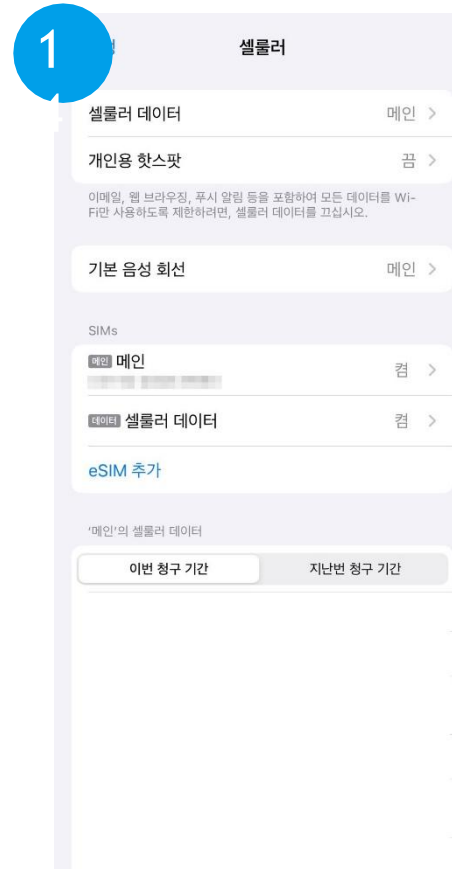 1
셀룰러
4
셀룰러 데이터
메인 >
개인용 핫스팟
끔 >
이메일, 웹 브라우징, 푸시 알림 등을 포함하여 모든 데이터를 Wi-
Fi만 사용하도록 제한하려면, 셀룰러 데이터를 끄십시오.
기본 음성 회선
메인 >
SIMs
메인 메인
켬 >
데이터 셀룰러 데이터
켬 >
eSIM 추가
'메인'의 셀룰러 데이터
이번 청구 기간
지난번 청구 기간